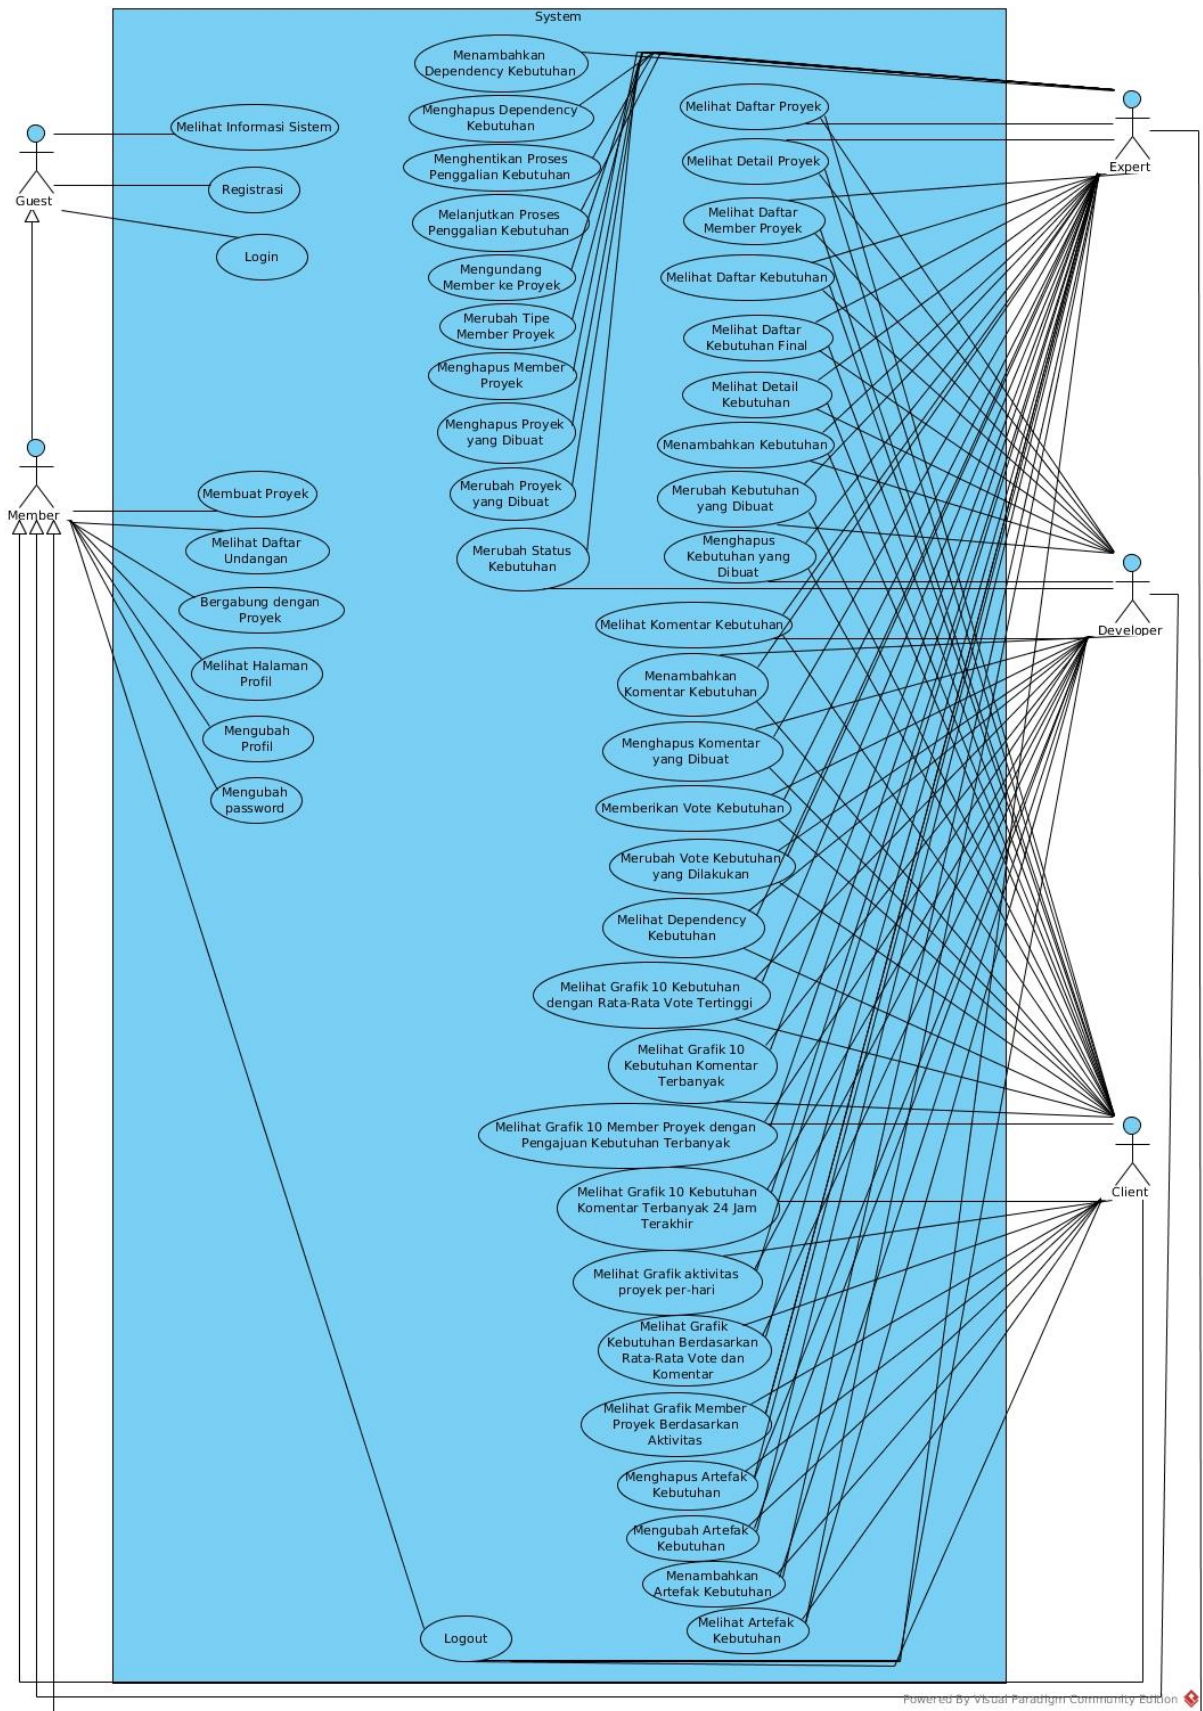 System
Guest
Melihat Informasi Sistem
Registrasi
Login
Member
Membuat Proyek
Melihat Daftar
Undangan
Bergabung dengan
Proyek
Melihat Halaman
Profil
Mengubah
Profil
Mengubah
password
Menambahkan
Dependency Kebutuhan
Menghapus Dependency
Kebutuhan
Menghentikan Proses
Penggalian Kebutuhan
Melanjutkan Proses
Penggalian Kebutuhan
Mengundang
Member ke Proyek
Merubah Tipe
Member Proyek
Menghapus Member
Proyek
Menghapus Proyek
yang Dibuat
Merubah Proyek
yang Dibuat
Merubah Status
Kebutuhan
Melihat Daftar Proyek
Melihat Detail Proyek
Melihat Daftar
Member Proyek
Melihat Daftar Kebutuhan
Melihat Daftar
Kebutuhan Final
Melihat Detail
Kebutuhan
Menambahkan Kebutuhan
Merubah Kebutuhan
yang Dibuat
Menghapus
Kebutuhan yang
Dibuat
Melihat Komentar Kebutuhan
Menambahkan
Komentar Kebutuhan
Menghapus Komentar
yang Dibuat
Memberikan Vote Kebutuhan
Merubah Vote Kebutuhan
yang Dilakukan
Melihat Dependency
Kebutuhan
Melihat Grafik 10 Kebutuhan
dengan Rata-Rata Vote Tertinggi
Melihat Grafik 10
Kebutuhan Komentar
Terbanyak
Melihat Grafik 10 Member Proyek dengan
Pengajuan Kebutuhan Terbanyak
Melihat Grafik 10 Kebutuhan
Komentar Terbanyak 24 Jam
Terakhir
Melihat Grafik aktivitas
proyek per-hari
Melihat Grafik
Kebutuhan Berdasarkan
Rata-Rata Vote dan
Komentar
Melihat Grafik Member
Proyek Berdasarkan
Aktivitas
Menghapus Artefak
Kebutuhan
Mengubah Artefak
Kebutuhan
Menambahkan
Artefak Kebutuhan
Melihat Artefak
Kebutuhan
Logout
Expert
Developer
Client
Powered By Visual Paradigm Community Edition